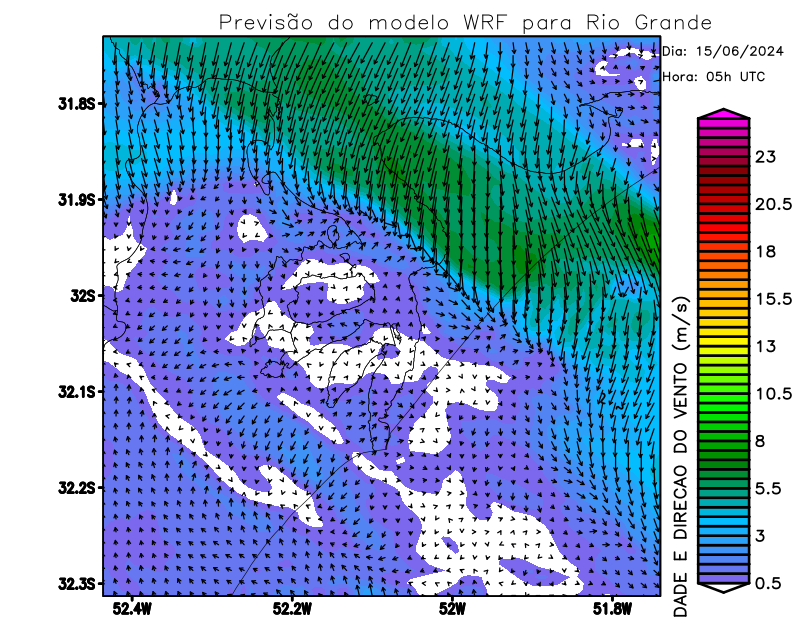 Previsão do modelo WRF para Rio Grande
Dia: 15/06/2024
Hora: 05h UTC
31.8S
31.9S
32S
32.1S
32.2S
32.3S
52.4W
52.2W
52W
51.8W
23
20.5
18
15.5
13
10.5
8
5.5
3
0.5
DADE E DIRECAO DO VENTO (m/s)